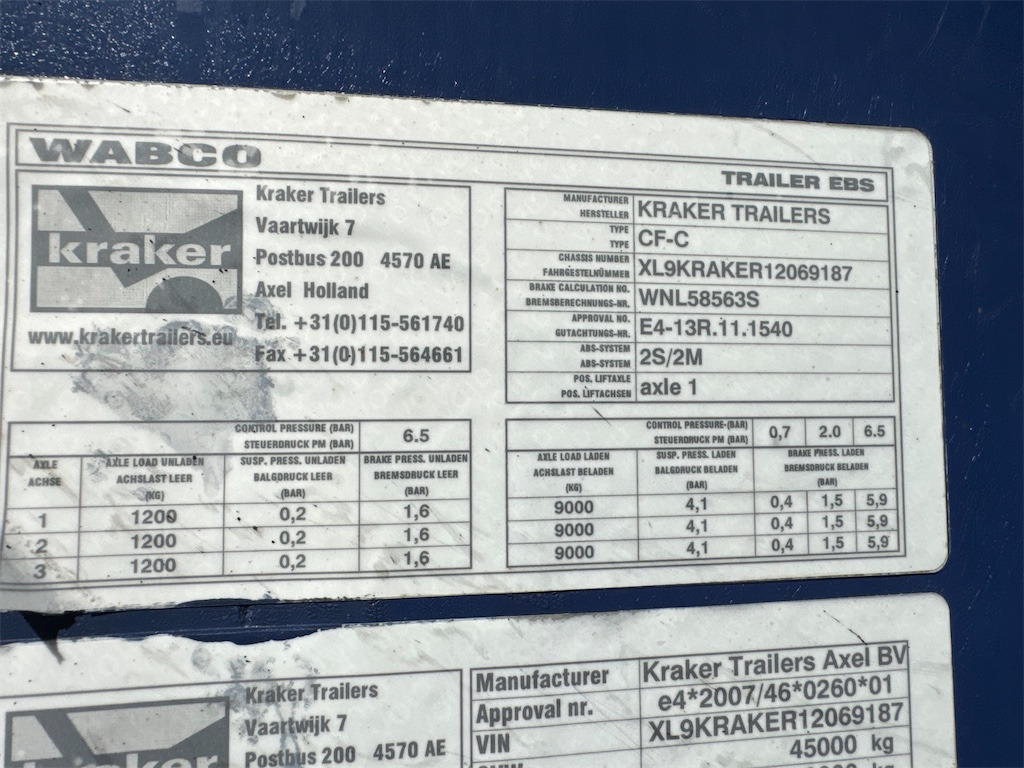 WABCO
TRAILER EBS
kraker
www.krakertrailers.eu
Kraker Trailers
Vaartwijk 7
Postbus 200 4570 AE
Axel Holland
Tel. +31(0)115-561740
Fax +31(0)115-564661
MANUFACTURER
HERSTELLER KRAKER TRAILERS
TYPE
TYPE CF-C
CHASSIS NUMBER
FAHRGESTELNÜMMER XL9KRAKER12069187
BRAKE CALCULATION NO.
BREMSBERECHNUNGS-NR. WNL58563S
APPROVAL NO.
GUTACHTUNGS-NR. E4-13R.11.1540
ABS-SYSTEM
ABS-SYSTEM 2S/2M
POS. LIFTAXLE
POS. LIFTACHSEN axle 1
CONTROL PRESSURE (BAR)
STEUERDRUCK PM (BAR) 6.5
AXLE
ACHSE
AXLE LOAD UNLADEN
ACHSLAST LEER
(KG)
SUSP. PRESS. UNLADEN
BALGDRUCK LEER
(BAR)
BRAKE PRESS. UNLADEN
BREMSDRUCK LEER
(BAR)
1 1200 0,2 1,6
2 1200 0,2 1,6
3 1200 0,2 1,6
CONTROL PRESSURE-(BAR)
STEUERDRUCK PM (BAR) 0,7 2.0 6.5
AXLE LOAD LADEN
ACHSLAST BELADEN
(KG)
SUSP. PRESS. LADEN
BALGDRUCK BELADEN
(BAR)
BRAKE PRESS. LADEN
BREMSDRUCK BELADEN
(BAR)
9000 4,1 0,4 1,5 5,9
9000 4,1 0,4 1,5 5,9
9000 4,1 0,4 1,5 5,9
Kraker Trailers
Vaartwijk 7
Postbus 200 4570 AE
Manufacturer Kraker Trailers Axel BV
Approval nr. e4*2007/46*0260*01
VIN XL9KRAKER12069187
45000 kg